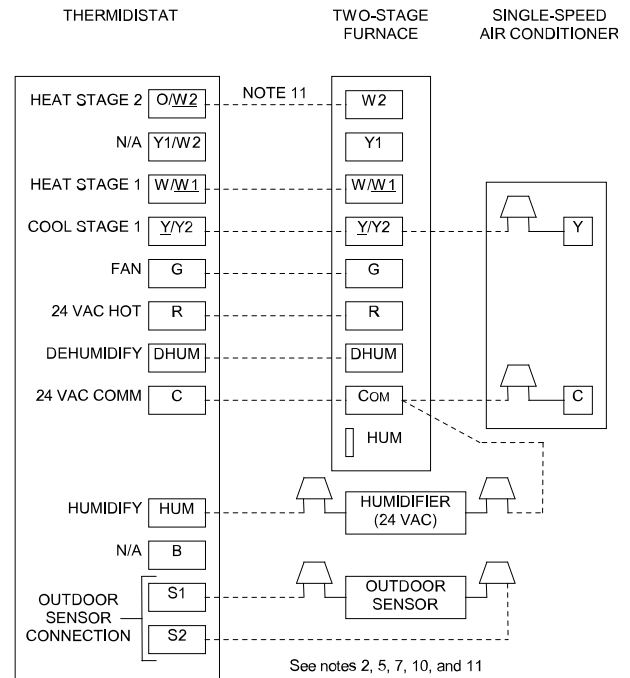 THERMIDISTAT
TWO-STAGE
FURNACE
SINGLE-SPEED
AIR CONDITIONER
HEAT STAGE 2 O/W2 NOTE 11 W2
N/A Y1/W2 Y1
HEAT STAGE 1 W/W1 W/W1
COOL STAGE 1 Y/Y2 Y/Y2 Y
FAN G G
24 VAC HOT R R
DEHUMIDIFY DHUM DHUM
24 VAC COMM C COM C
HUM
HUMIDIFY HUM
HUMIDIFIER
(24 VAC)
N/A B
OUTDOOR
SENSOR
CONNECTION
S1
S2
OUTDOOR
SENSOR
See notes 2, 5, 7, 10, and 11